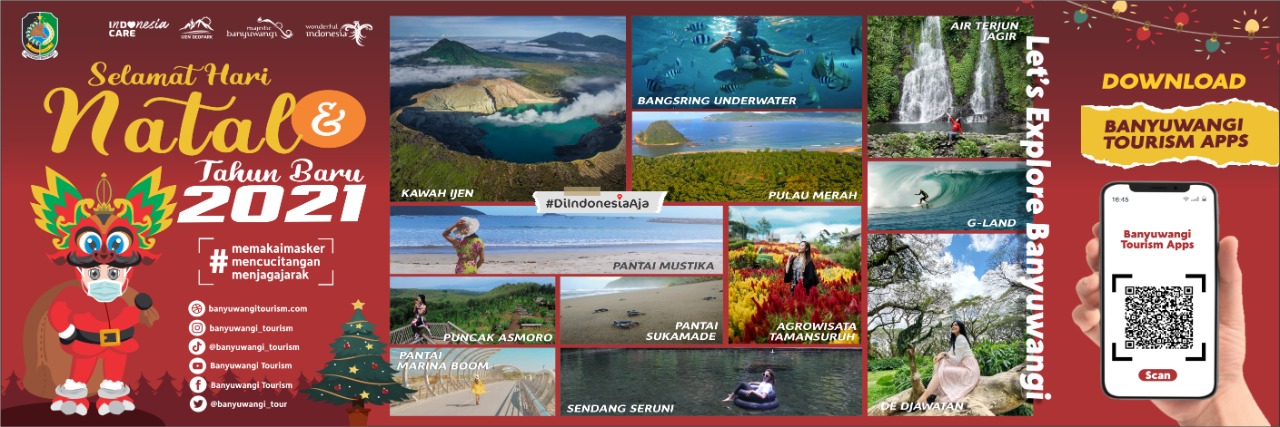 INDONESIA
CARE
IJEN GEOPARK
majestic
banyuwangi
wonderful
indonesia
Selamat Hari
Natal &
Tahun Baru
2021
#
memakaimasker
mencucitangan
menjagajarak
banyuwangitourism.com
banyuwangi_tourism
@banyuwangi_tourism
Banyuwangi Tourism
Banyuwangi Tourism
@banyuwangi_tour
KAWAH IJEN
BANGSRING UNDERWATER
PULAU MERAH
#DiIndonesiaAja
PANTAI MUSTIKA
PUNCAK ASMORO
PANTAI
SUKAMADE
AGROWISATA
TAMANSURUH
PANTAI
MARINA BOOM
SENDANG SERUNI
AIR TERJUN
JAGIR
G-LAND
DE DJAWATAN
Let's Explore Banyuwangi
DOWNLOAD
BANYUWANGI
TOURISM APPS
16:45
Banyuwangi
Tourism Apps
Scan